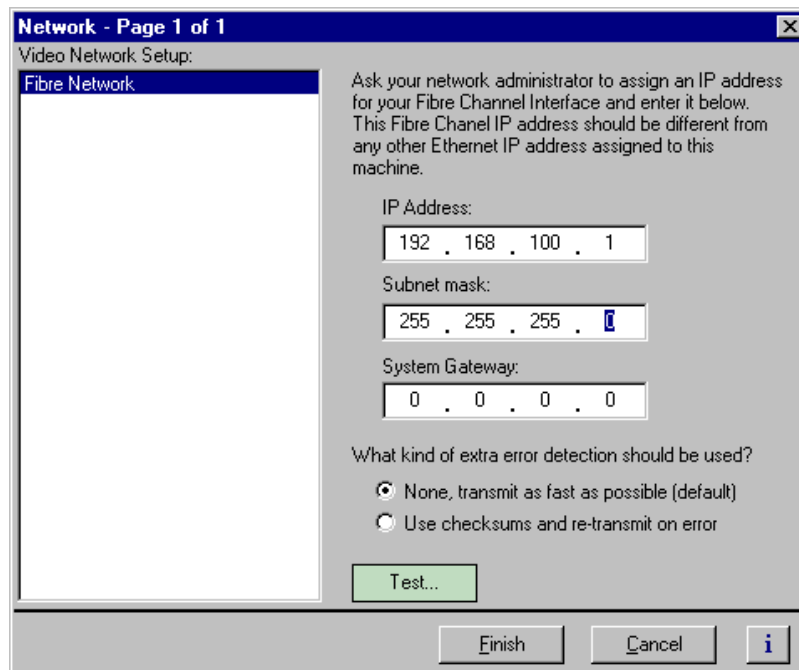 Network - Page 1 of 1
Video Network Setup:
Fibre Network
Ask your network administrator to assign an IP address
for your Fibre Channel Interface and enter it below.
This Fibre Chanel IP address should be different from
any other Ethernet IP address assigned to this
machine.
IP Address:
192 . 168 . 100 . 1
Subnet mask:
255 . 255 . 255 . 0
System Gateway:
0 . 0 . 0 . 0
What kind of extra error detection should be used?
None, transmit as fast as possible (default)
Use checksums and re-transmit on error
Test...
Finish
Cancel
i